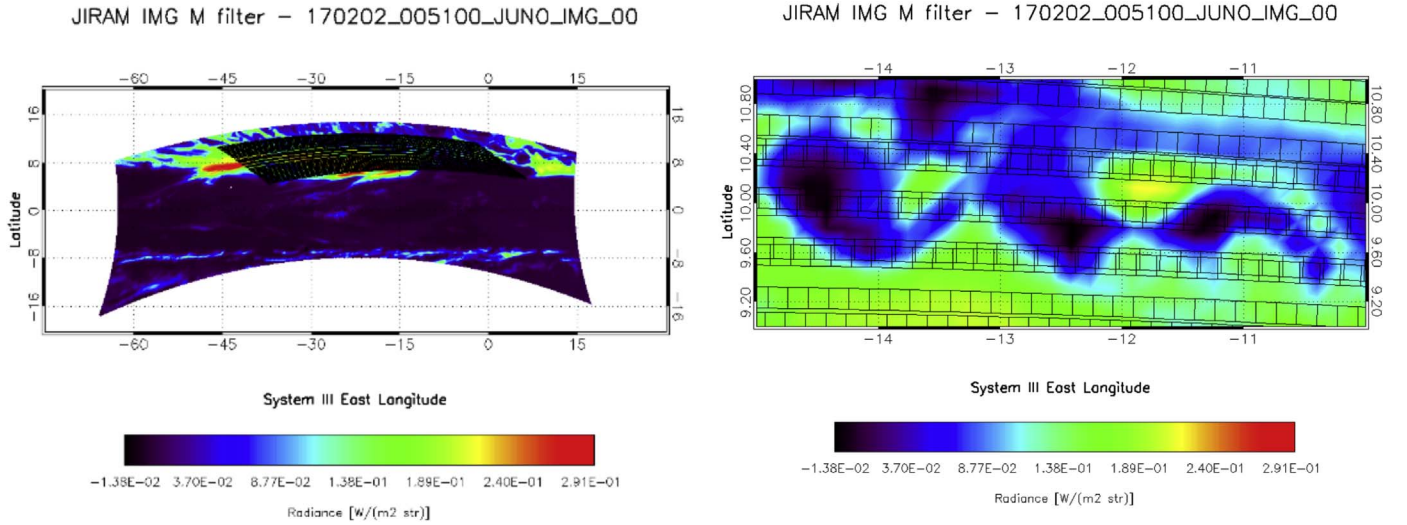 JIRAM IMG M filter - 170202_005100_JUNO_IMG_00
-60 -45 -30 -15 0 15
Latitude
16 8 0 -8 -16
16 8 0 -8 -16
-60 -45 -30 -15 0 15
System III East Longitude
-1.38E-02 3.70E-02 8.77E-02 1.38E-01 1.89E-01 2.40E-01 2.91E-01
Radiance [W/(m2 str)]
JIRAM IMG M filter - 170202_005100_JUNO_IMG_00
-14 -13 -12 -11
Latitude
10.80 10.40 10.00 9.60 9.20
10.80 10.40 10.00 9.60 9.20
-14 -13 -12 -11
System III East Longitude
-1.38E-02 3.70E-02 8.77E-02 1.38E-01 1.89E-01 2.40E-01 2.91E-01
Radiance [W/(m2 str)]